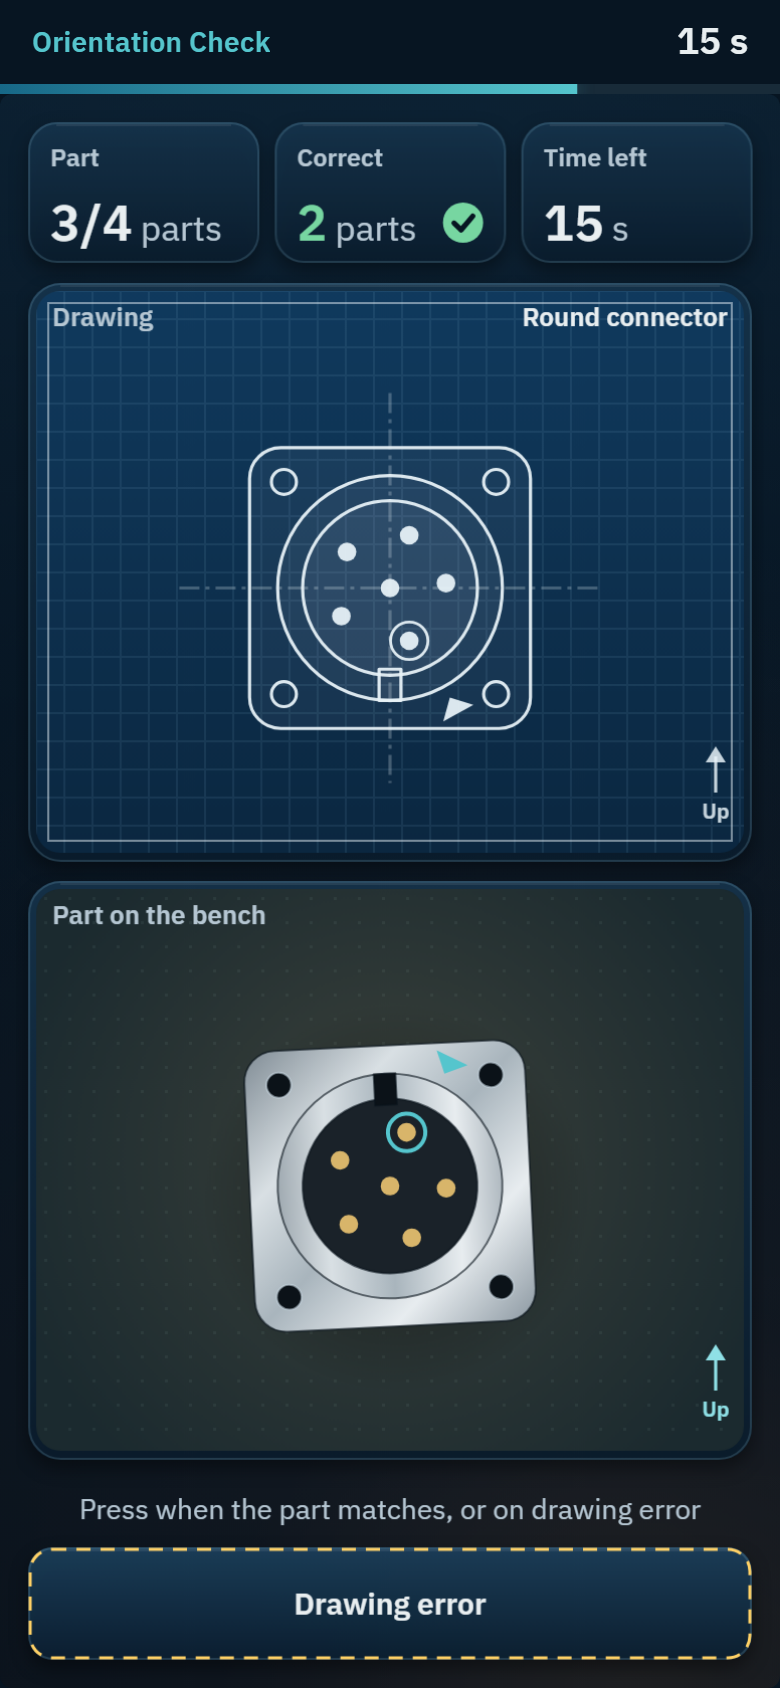 Orientation Check
15 s
Part
3/4 parts
Correct
2 parts
Time left
15 s
Drawing
Round connector
Up
Part on the bench
Up
Press when the part matches, or on drawing error
Drawing error